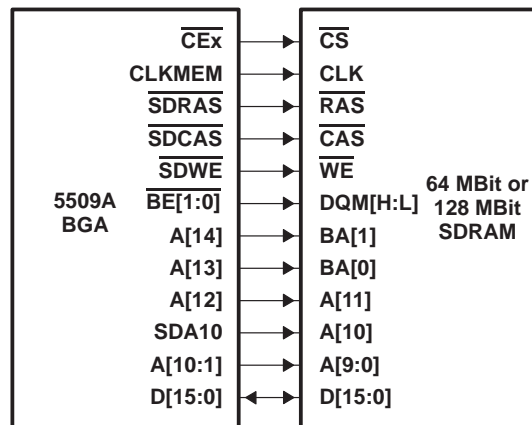 CEx CS
CLKMEM CLK
SDRAS RAS
SDCAS CAS
SDWE WE
5509A
BGA
BE[1:0] DQM[H:L]
64 MBit or
128 MBit
SDRAM
A[14] BA[1]
A[13] BA[0]
A[12] A[11]
SDA10 A[10]
A[10:1] A[9:0]
D[15:0] D[15:0]